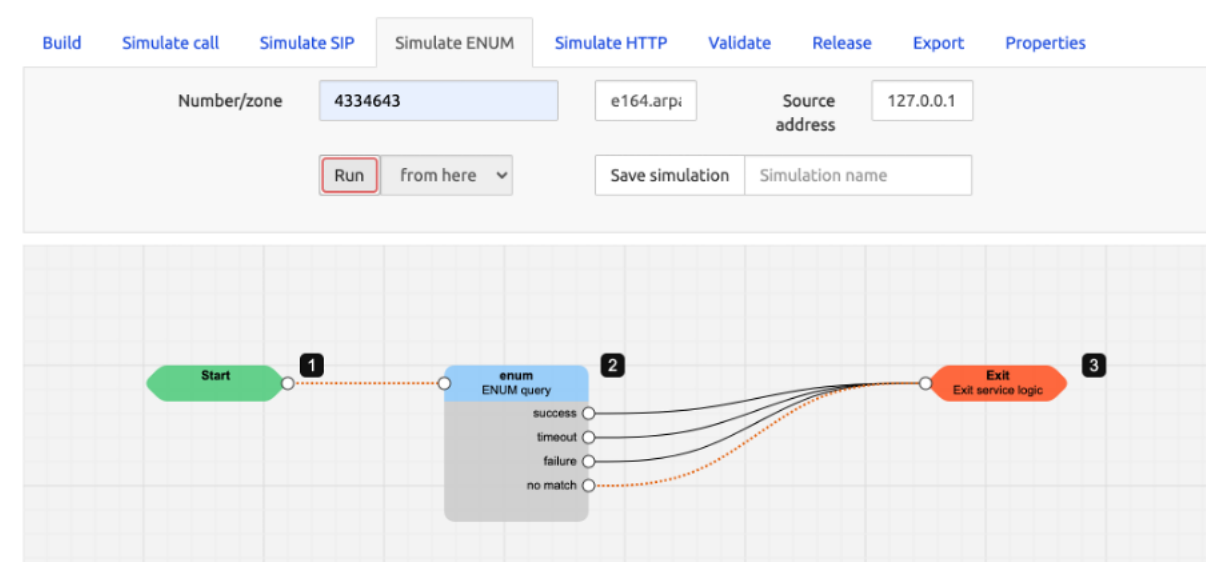 Build Simulate call Simulate SIP Simulate ENUM Simulate HTTP Validate Release Export Properties
Number/zone 4334643 e164.arpa Source address 127.0.0.1
Run from here Save simulation Simulation name
Start 1 enum 2 Exit 3
ENUM query Exit service logic
success
timeout
failure
no match